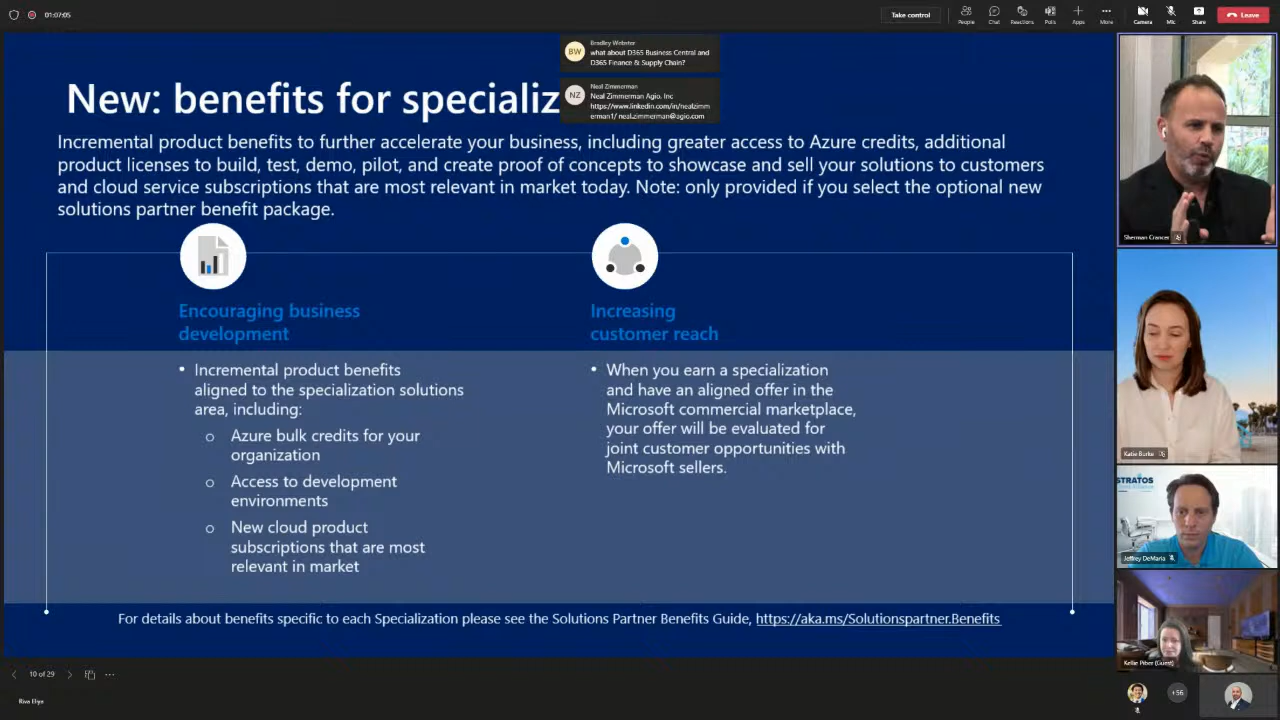 01:07:05
Take control
People
Chat
Reactions
Polls
Apps
More
Camera
Mic
Share
Leave
Bradley Webster
BW
what about D365 Business Central and
D365 Finance & Supply Chain?
Neal Zimmerman
NZ
Neal Zimmerman Agio, Inc
https://www.linkedin.com/in/nealzimm
erman1/ neal.zimmerman@agio.com
New: benefits for specializ
Incremental product benefits to further accelerate your business, including greater access to Azure credits, additional
product licenses to build, test, demo, pilot, and create proof of concepts to showcase and sell your solutions to customers
and cloud service subscriptions that are most relevant in market today. Note: only provided if you select the optional new
solutions partner benefit package.
Encouraging business
development
• Incremental product benefits
aligned to the specialization solutions
area, including:
o Azure bulk credits for your
organization
o Access to development
environments
o New cloud product
subscriptions that are most
relevant in market
Increasing
customer reach
• When you earn a specialization
and have an aligned offer in the
Microsoft commercial marketplace,
your offer will be evaluated for
joint customer opportunities with
Microsoft sellers.
For details about benefits specific to each Specialization please see the Solutions Partner Benefits Guide, https://aka.ms/Solutionspartner.Benefits
10 of 29
Riva Eliya
Sherman Crancer
Katie Burke
STRATOS
Jeffrey DeMaria
Kellie Piber (Guest)
+56